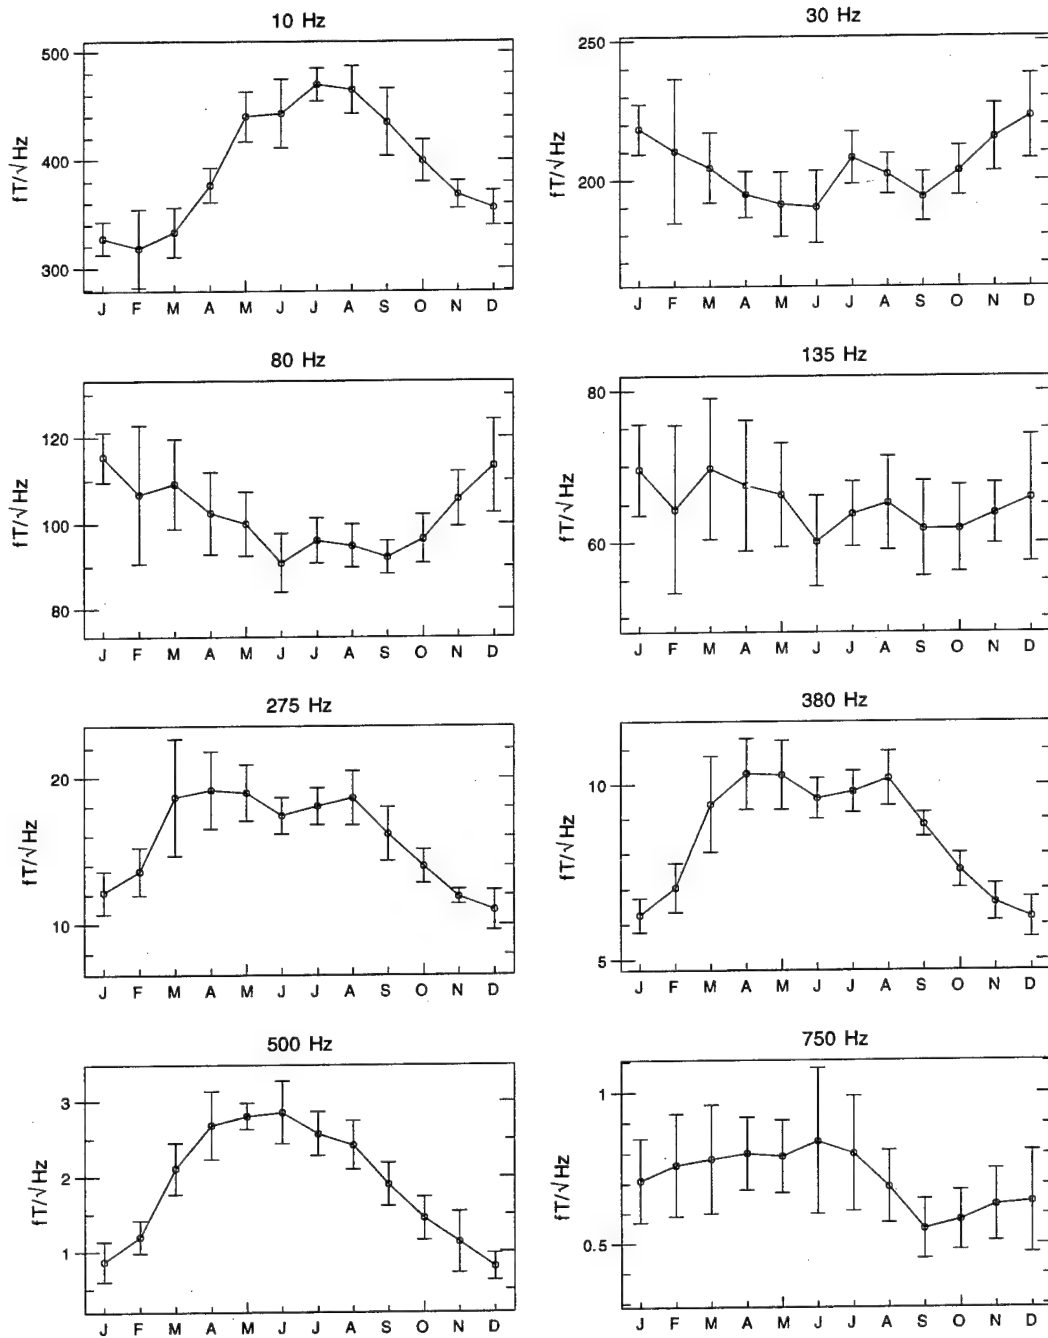 10 Hz
500
400
300
fT/√Hz
J F M A M J J A S O N D
30 Hz
250
200
fT/√Hz
J F M A M J J A S O N D
80 Hz
120
100
80
fT/√Hz
J F M A M J J A S O N D
135 Hz
80
60
fT/√Hz
J F M A M J J A S O N D
275 Hz
20
10
fT/√Hz
J F M A M J J A S O N D
380 Hz
10
5
fT/√Hz
J F M A M J J A S O N D
500 Hz
3
2
1
fT/√Hz
J F M A M J J A S O N D
750 Hz
1
0.5
fT/√Hz
J F M A M J J A S O N D